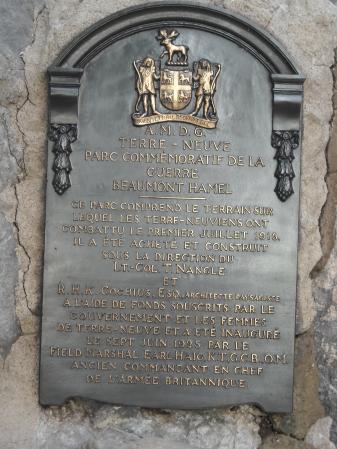 A.M.D.G.
TERRE - NEUVE
PARC COMMÉMORATIF DE LA
GUERRE
BEAUMONT HAMEL
CE PARC COMPREND LE TERRAIN SUR
LEQUEL LES TERRE-NEUVIENS ONT
COMBATTU LE PREMIER JUILLET 1916.
IL A ÉTÉ ACHETÉ ET CONSTRUIT
SOUS LA DIRECTION DU
LT-COL T. NANGLE
ET
R.H.K. COCHIUS, ESQ. ARCHITECTE PAYSAGISTE
A L'AIDE DE FONDS SOUSCRITS PAR LE
GOUVERNEMENT ET LES FEMMES
DE TERRE-NEUVE ET A ÉTÉ INAUGURÉ
LE SEPT JUIN 1925 PAR LE
FIELD MARSHAL EARL HAIG K.T.G.C.B.O.M.
ANCIEN COMMANDANT EN CHEF
DE L'ARMÉE BRITANNIQUE